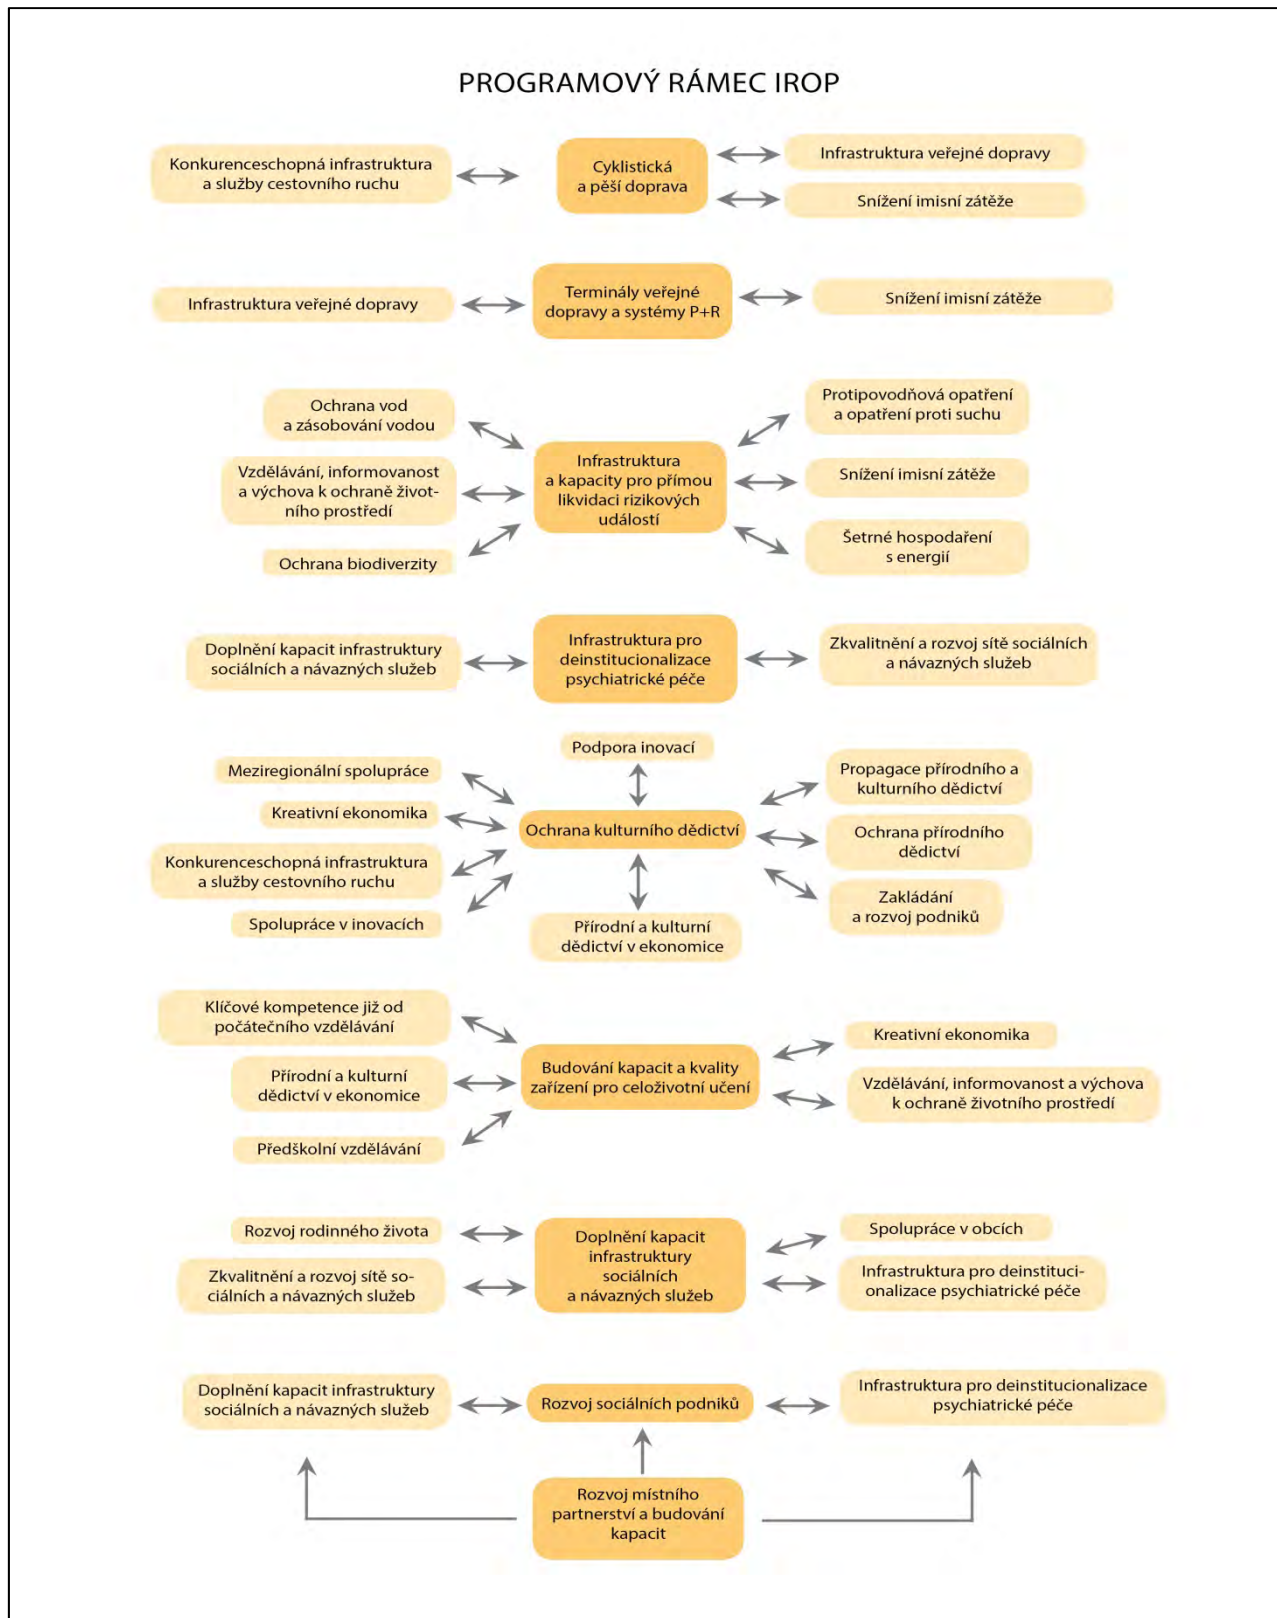 PROGRAMOVÝ RÁMEC IROP
Konkurenceschopná infrastruktura
a služby cestovního ruchu
Cyklistická
a pěší doprava
Infrastruktura veřejné dopravy
Snížení imisní zátěže
Infrastruktura veřejné dopravy
Terminály veřejné
dopravy a systémy P+R
Snížení imisní zátěže
Ochrana vod
a zásobování vodou
Vzdělávání, informovanost
a výchova k ochraně život-
ního prostředí
Ochrana biodiverzity
Infrastruktura
a kapacity pro přímou
likvidaci rizikových
událostí
Protipovodňová opatření
a opatření proti suchu
Snížení imisní zátěže
Šetrné hospodaření
s energií
Doplnění kapacit infrastruktury
sociálních a návazných služeb
Infrastruktura pro
deinstitucionalizace
psychiatrické péče
Zkvalitnění a rozvoj sítě sociálních
a návazných služeb
Podpora inovací
Meziregionální spolupráce
Kreativní ekonomika
Konkurenceschopná infrastruktura
a služby cestovního ruchu
Spolupráce v inovacích
Ochrana kulturního dědictví
Přírodní a kulturní
dědictví v ekonomice
Propagace přírodního a
kulturního dědictví
Ochrana přírodního
dědictví
Zakládání
a rozvoj podniků
Klíčové kompetence již od
počátečního vzdělávání
Přírodní a kulturní
dědictví v ekonomice
Předškolní vzdělávání
Budování kapacit a kvality
zařízení pro celoživotní učení
Kreativní ekonomika
Vzdělávání, informovanost a výchova
k ochraně životního prostředí
Rozvoj rodinného života
Zkvalitnění a rozvoj sítě so-
ciálních a návazných služeb
Doplnění kapacit
infrastruktury
sociálních
a návazných služeb
Spolupráce v obcích
Infrastruktura pro deinstituci-
onalizace psychiatrické péče
Doplnění kapacit infrastruktury
sociálních a návazných služeb
Rozvoj sociálních podniků
Infrastruktura pro deinstitucionalizace
psychiatrické péče
Rozvoj místního
partnerství a budování
kapacit